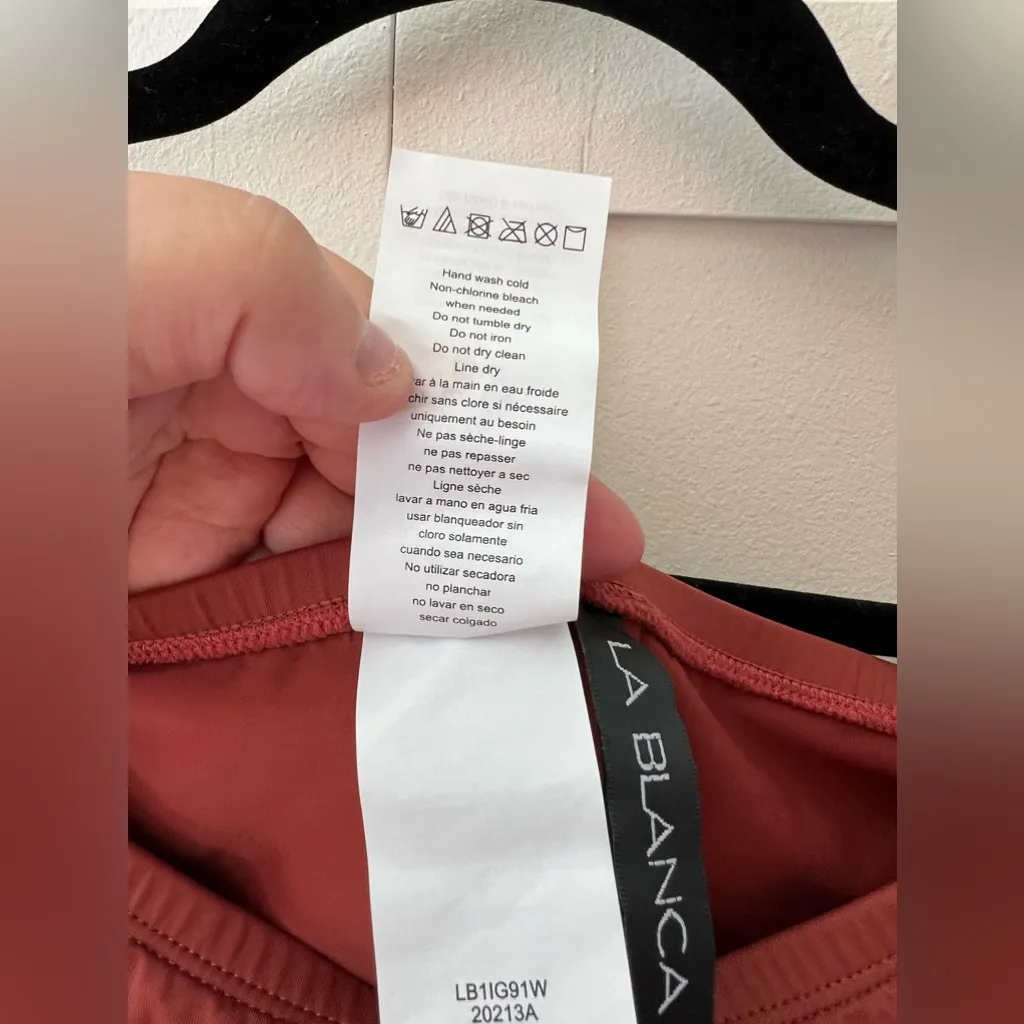 Hand wash cold
Non-chlorine bleach
when needed
Do not tumble dry
Do not iron
Do not dry clean
Line dry
ar à la main en eau froide
chir sans clore si nécessaire
uniquement au besoin
Ne pas sèche-linge
ne pas repasser
ne pas nettoyer a sec
Ligne sèche
lavar a mano en agua fria
usar blanqueador sin
cloro solamente
cuando sea necesario
No utilizar secadora
no planchar
no lavar en seco
secar colgado
LA BLANCA
LB1IG91W
20213A